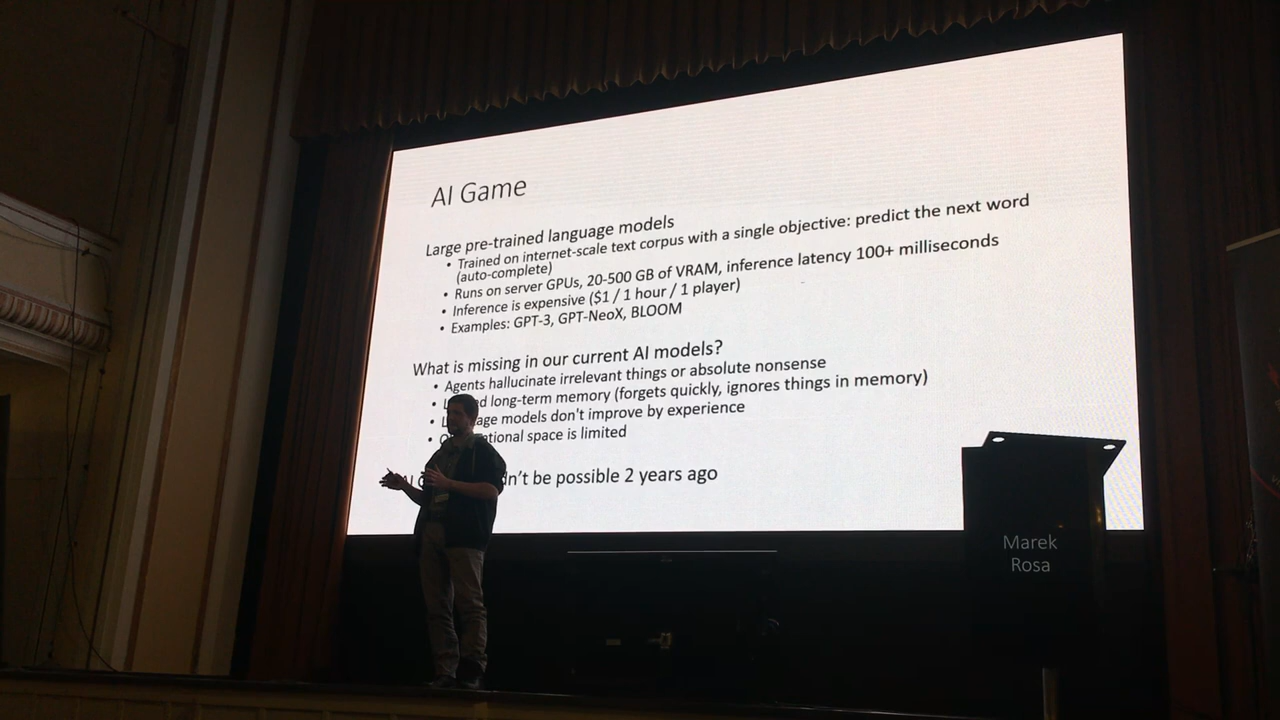 AI Game
Large pre-trained language models
• Trained on internet-scale text corpus with a single objective: predict the next word
(auto-complete)
• Runs on server GPUs, 20-500 GB of VRAM, inference latency 100+ milliseconds
• Inference is expensive ($1 / 1 hour / 1 player)
• Examples: GPT-3, GPT-NeoX, BLOOM
What is missing in our current AI models?
• Agents hallucinate irrelevant things or absolute nonsense
• long-term memory (forgets quickly, ignores things in memory)
• models don't improve by experience
• space is limited
be possible 2 years ago
Marek
Rosa